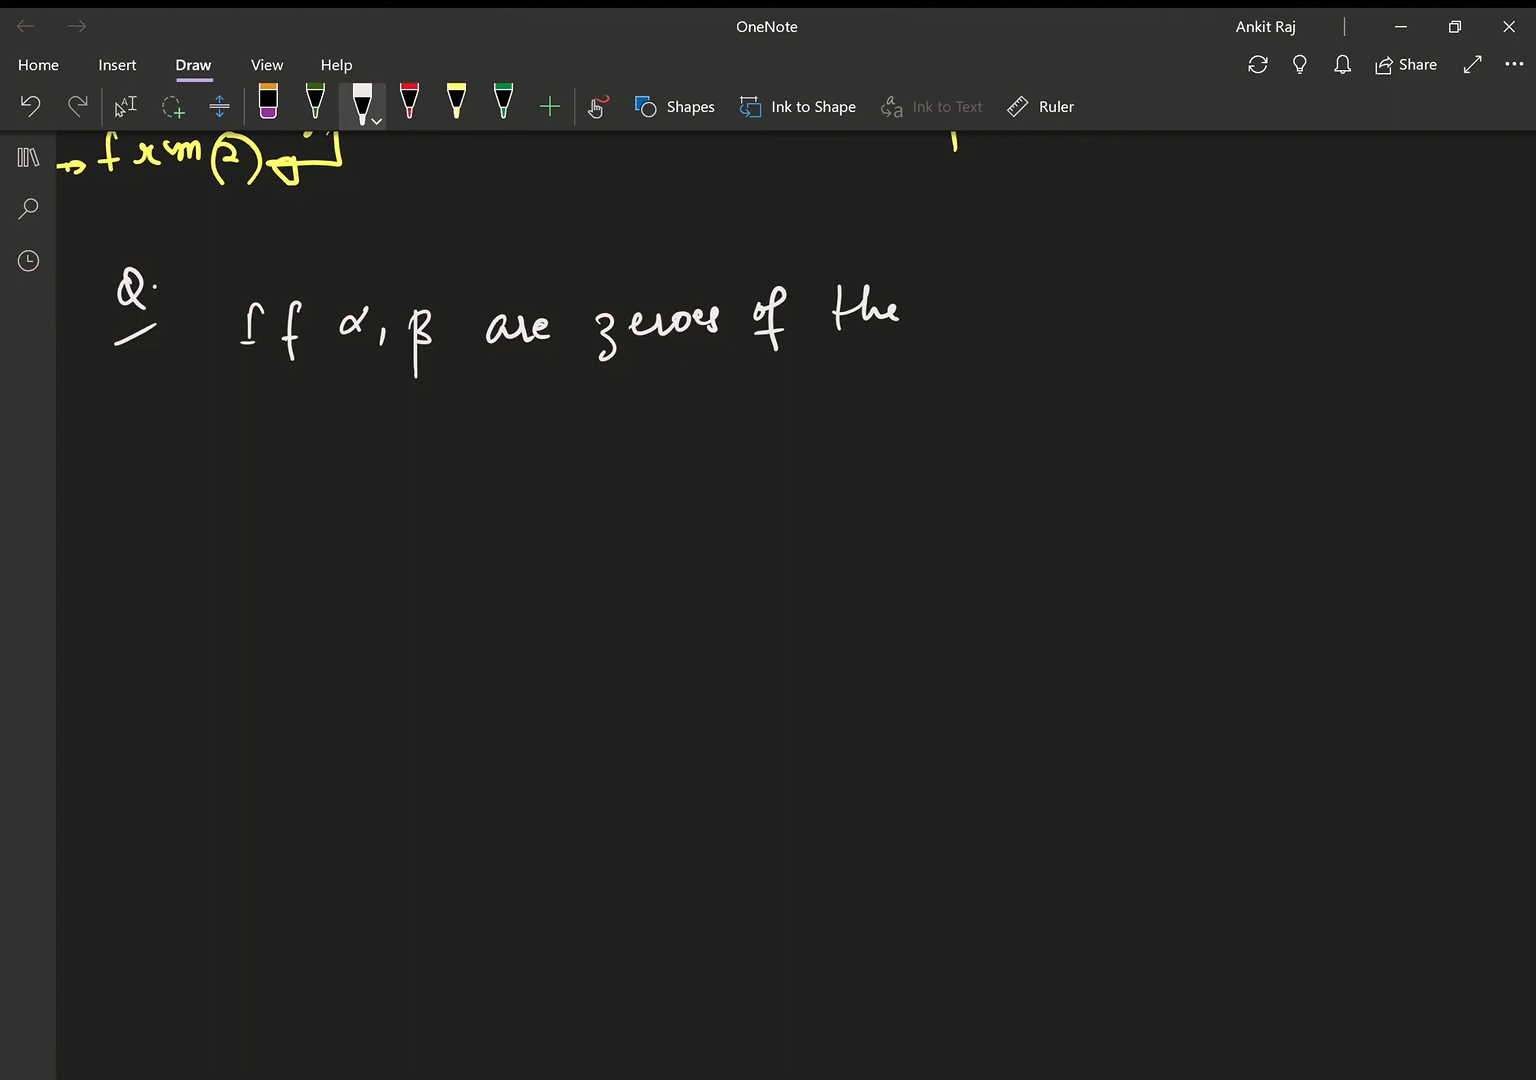 OneNote
Ankit Raj
Home Insert Draw View Help
Share
Shapes Ink to Shape Ink to Text Ruler
(2)
Q.
If α, β are zeroes of the